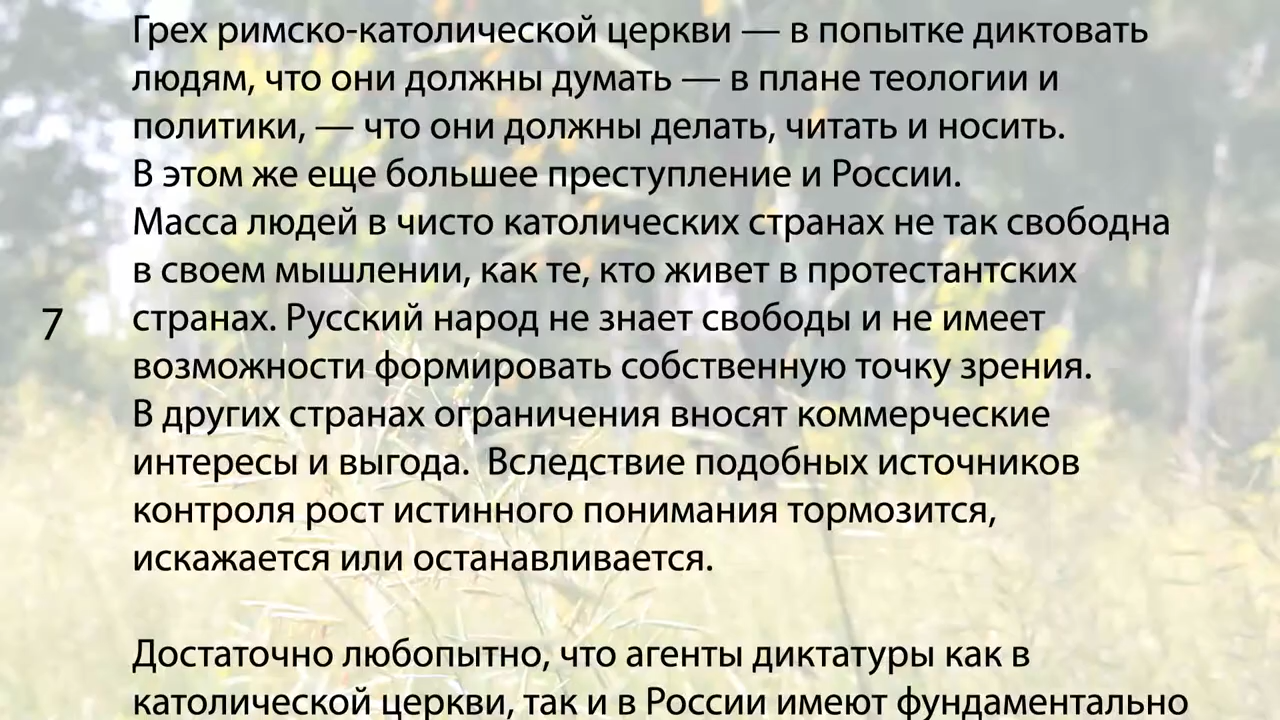 Грех римско-католической церкви — в попытке диктовать
людям, что они должны думать — в плане теологии и
политики, — что они должны делать, читать и носить.
В этом же еще большее преступление и России.
Масса людей в чисто католических странах не так свободна
в своем мышлении, как те, кто живет в протестантских
7 странах. Русский народ не знает свободы и не имеет
возможности формировать собственную точку зрения.
В других странах ограничения вносят коммерческие
интересы и выгода.  Вследствие подобных источников
контроля рост истинного понимания тормозится,
искажается или останавливается.
Достаточно любопытно, что агенты диктатуры как в
католической церкви, так и в России имеют фундаментально